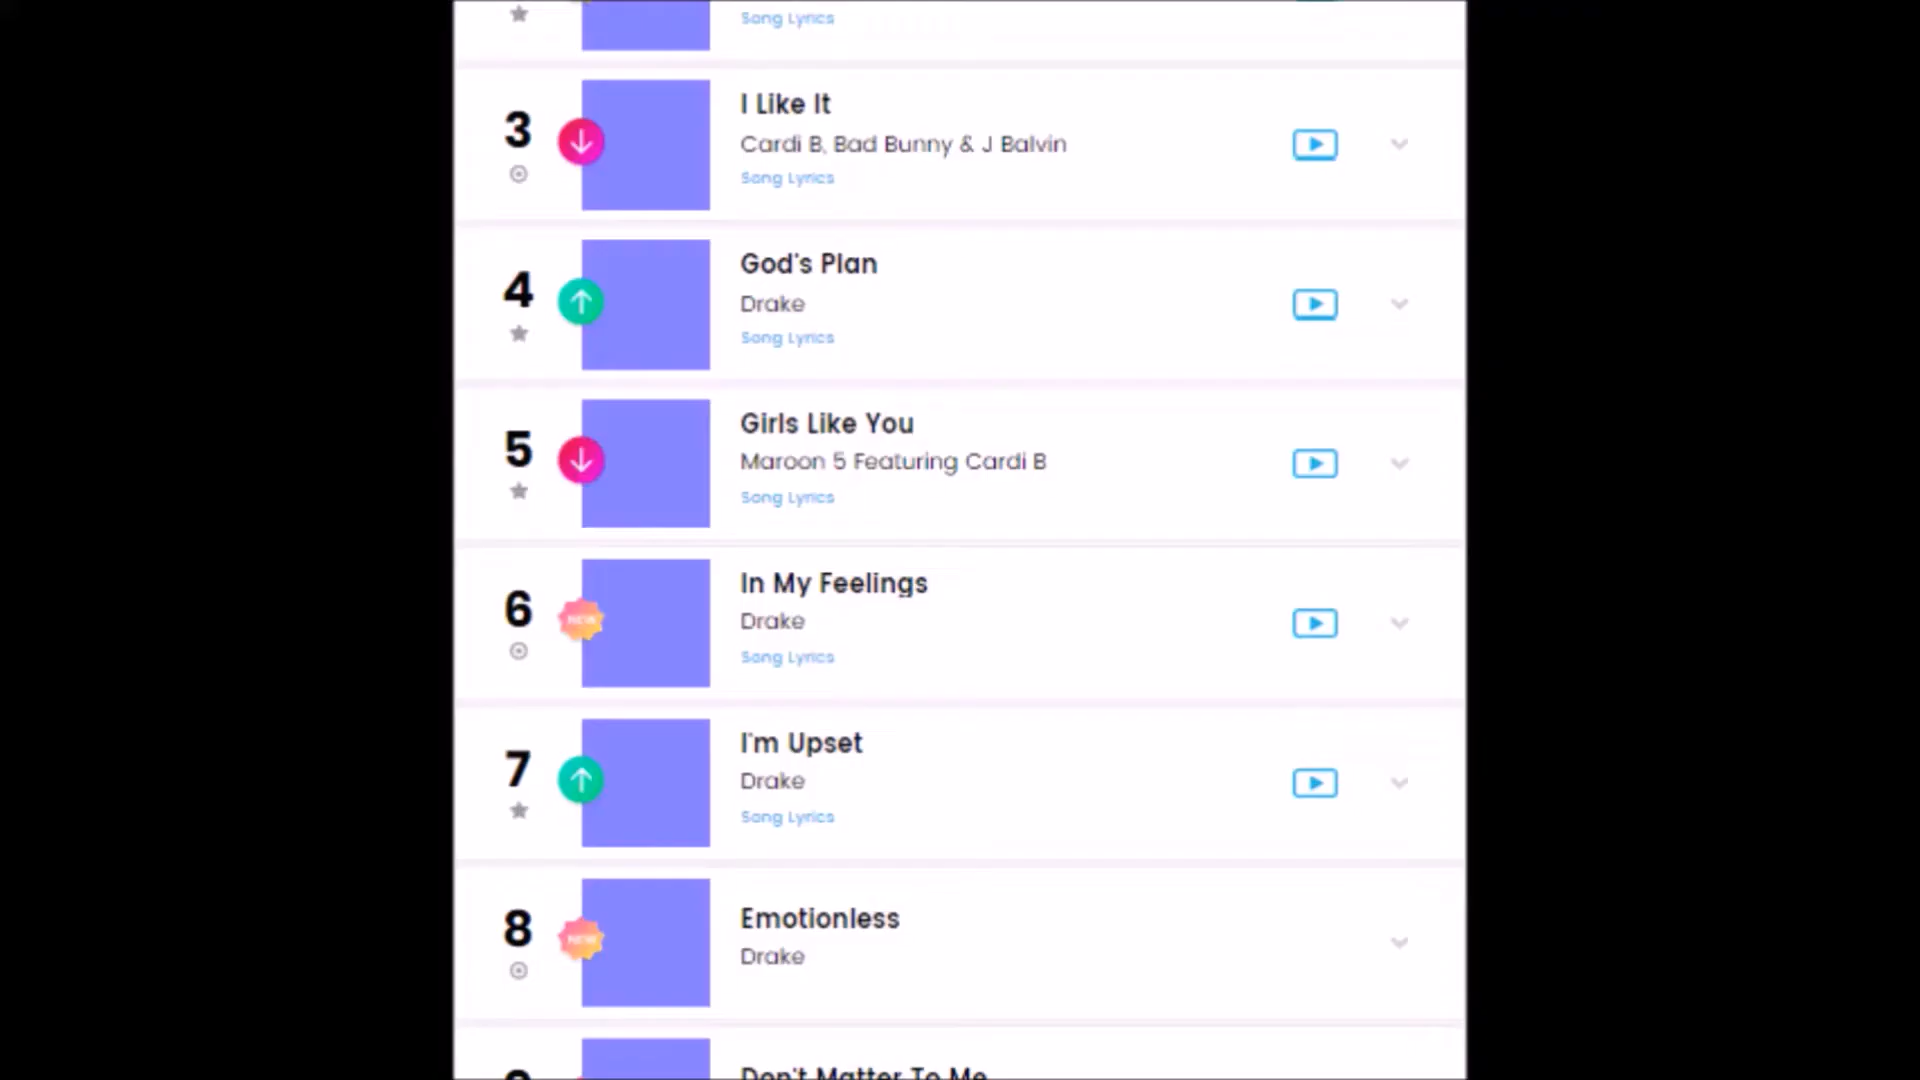 Song Lyrics
3
I Like It
Cardi B, Bad Bunny & J Balvin
Song Lyrics
4
God's Plan
Drake
Song Lyrics
5
Girls Like You
Maroon 5 Featuring Cardi B
Song Lyrics
6
NEW
In My Feelings
Drake
Song Lyrics
7
I'm Upset
Drake
Song Lyrics
8
NEW
Emotionless
Drake
Don't Matter To Me